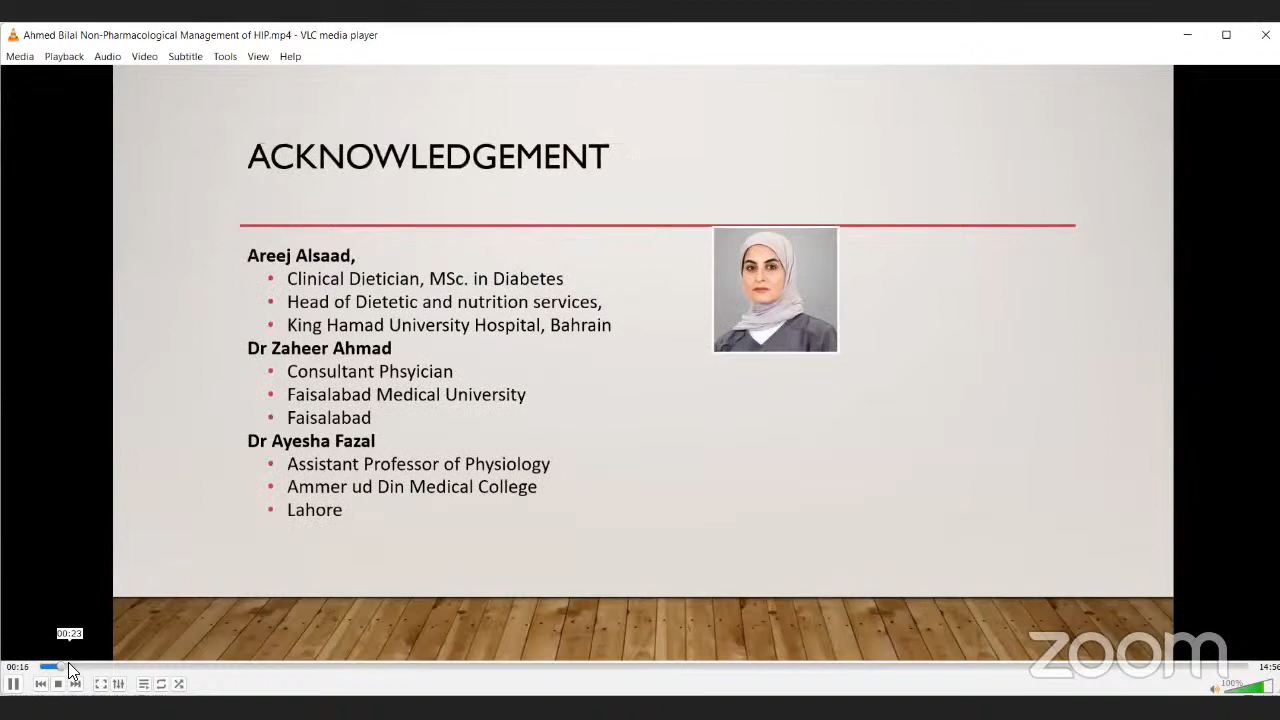 Ahmed Bilal Non-Pharmacological Management of HIP.mp4 - VLC media player
Media Playback Audio Video Subtitle Tools View Help
ACKNOWLEDGEMENT
Areej Alsaad,
• Clinical Dietician, MSc. in Diabetes
• Head of Dietetic and nutrition services,
• King Hamad University Hospital, Bahrain
Dr Zaheer Ahmad
• Consultant Phsyician
• Faisalabad Medical University
• Faisalabad
Dr Ayesha Fazal
• Assistant Professor of Physiology
• Ammer ud Din Medical College
• Lahore
00:23
zoom
00:16
14:56
100%